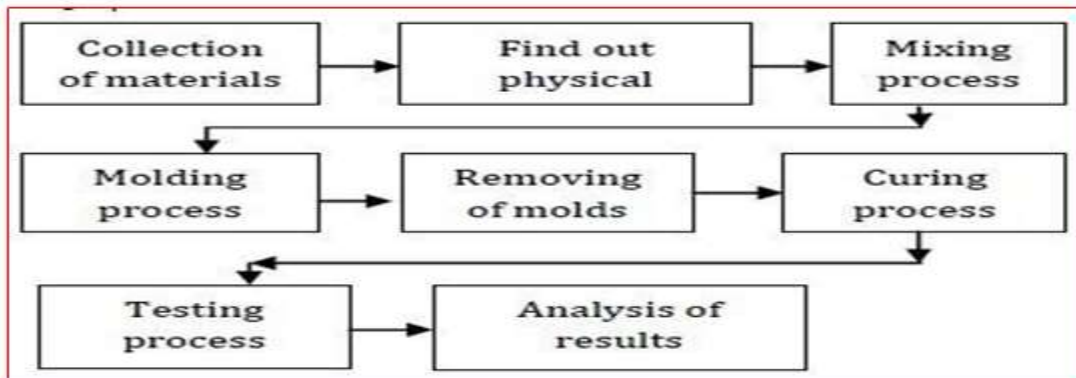 Collection
of materials
Find out
physical
Mixing
process
Molding
process
Removing
of molds
Curing
process
Testing
process
Analysis of
results